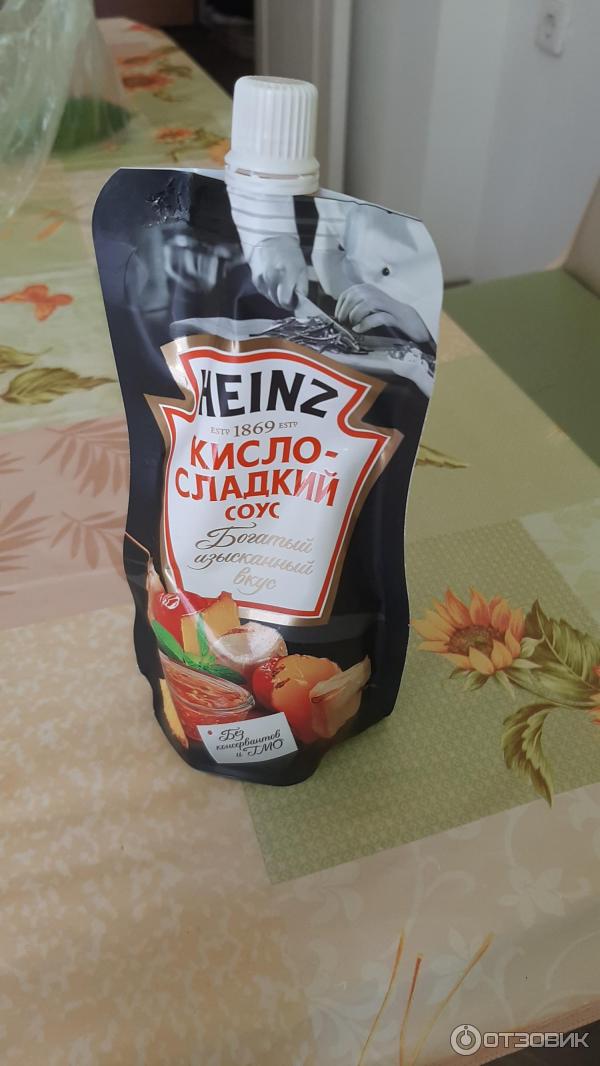 HEINZ
ESTD 1869 ESTD
КИСЛО-
СЛАДКИЙ
СОУС
Богатый
изысканный
вкус
Без
консервантов
и ГМО
ОТЗОВИК